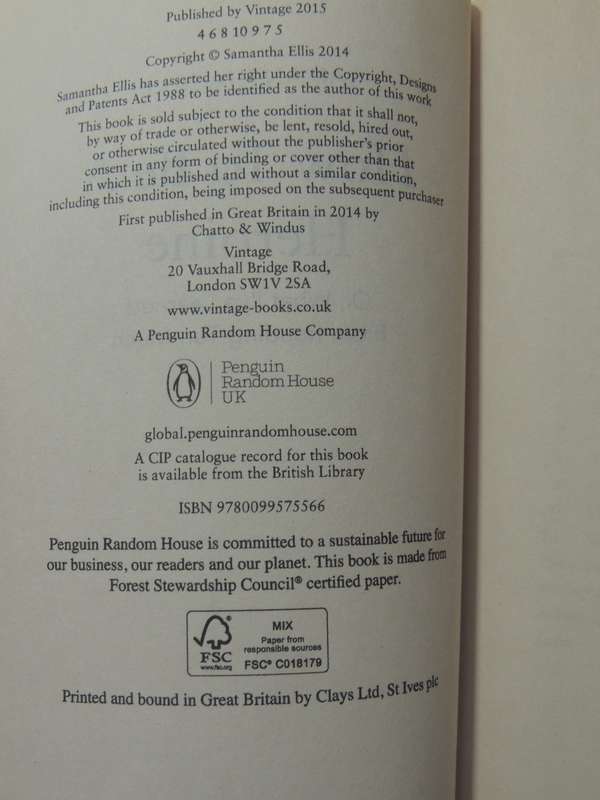 Published by Vintage 2015
4 6 8 10 9 7 5
Copyright © Samantha Ellis 2014
Samantha Ellis has asserted her right under the Copyright, Designs
and Patents Act 1988 to be identified as the author of this work
This book is sold subject to the condition that it shall not,
by way of trade or otherwise, be lent, resold, hired out,
or otherwise circulated without the publisher's prior
consent in any form of binding or cover other than that
in which it is published and without a similar condition,
including this condition, being imposed on the subsequent purchaser
First published in Great Britain in 2014 by
Chatto & Windus
Vintage
20 Vauxhall Bridge Road,
London SW1V 2SA
www.vintage-books.co.uk
A Penguin Random House Company
Penguin
Random House
UK
global.penguinrandomhouse.com
A CIP catalogue record for this book
is available from the British Library
ISBN 9780099575566
Penguin Random House is committed to a sustainable future for
our business, our readers and our planet. This book is made from
Forest Stewardship Council® certified paper.
MIX
Paper from
responsible sources
FSC® C018179
FSC
www.fsc.org
Printed and bound in Great Britain by Clays Ltd, St Ives plc